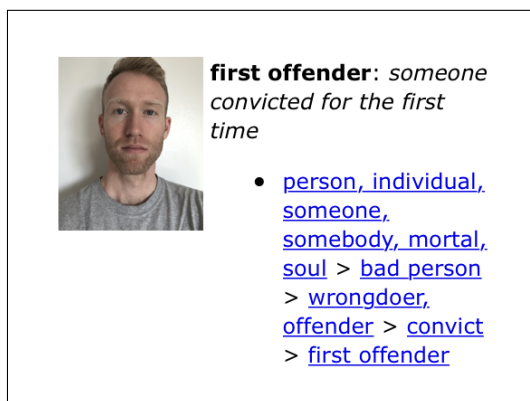 first offender: someone
convicted for the first
time
• person, individual,
someone,
somebody, mortal,
soul > bad person
> wrongdoer,
offender > convict
> first offender